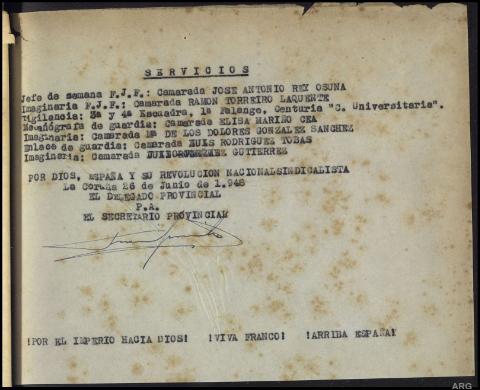 SERVICIOS
Jefe de semana F.J.F.: Camarada JOSE ANTONIO REY OSUNA
Imaginaria F.J.F.: Camarada RAMON TORREIRO LAQUENTE
Vigilancia: 3a y 4a Escuadra, 1a Falange, Centuria "C. Universitaria".
Mecanógrafa de guardia: Camarada ELISA MARIÑO CEA
Imaginaria: Camarada Mª DE LOS DOLORES GONZALEZ SANCHEZ
Enlace de guardia: Camarada LUIS RODRIGUEZ TOBAS
Imaginaria: Camarada GUTIERREZ
POR DIOS, ESPAÑA Y SU REVOLUCION NACIONALSINDICALISTA
La Coruña 26 de Junio de 1.948
EL DELEGADO PROVINCIAL
P.A.
EL SECRETARIO PROVINCIAL
¡POR EL IMPERIO HACIA DIOS! ¡VIVA FRANCO! ¡ARRIBA ESPAÑA!
ARG